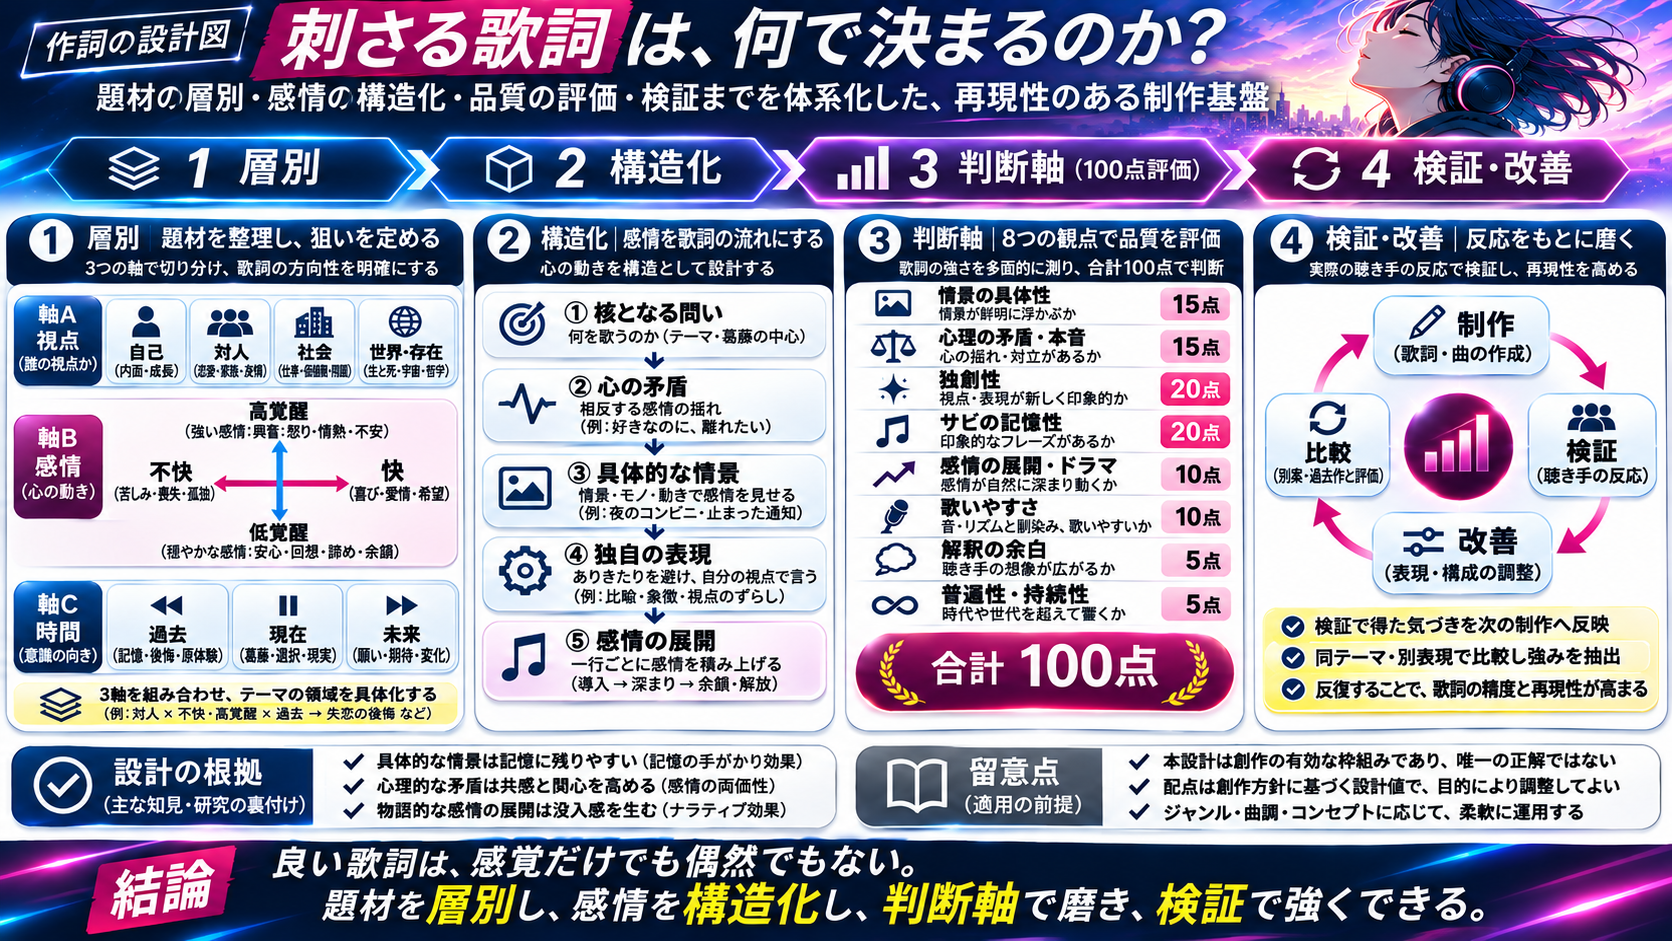 作詞の設計図
刺さる歌詞は、何で決まるのか?
題材の層別・感情の構造化・品質の評価・検証までを体系化した、再現性のある制作基盤
1 層別
2 構造化
3 判断軸(100点評価)
4 検証・改善
1 層別 | 題材を整理し、狙いを定める
3つの軸で切り分け、歌詞の方向性を明確にする
軸A
視点
(誰の視点か)
自己
(内面・成長)
対人
(恋愛・家族・友情)
社会
世界・存在
(生と死・宇宙・哲学)
軸B
感情
(心の動き)
高覚醒
(強い感情:興奮:怒り・情熱・不安)
不快
(苦しみ・喪失・孤独)
快
(喜び・愛情・希望)
低覚醒
(穏やかな感情:安心・回想・諦め・余韻)
軸C
時間
(意識の向き)
過去
(記憶・後悔・原体験)
現在
(葛藤・選択・現実)
未来
(願い・期待・変化)
3軸を組み合わせ、テーマの領域を具体化する
(例:対人 × 不快・高覚醒 × 過去 → 失恋の後悔 など)
2 構造化 | 感情を歌詞の流れにする
心の動きを構造として設計する
① 核となる問い
何を歌うのか(テーマ・葛藤の中心)
② 心の矛盾
相反する感情の揺れ
(例:好きなのに、離れたい)
③ 具体的な情景
情景・モノ・動きで感情を見せる
(例:夜のコンビニ・止まった通知)
④ 独自の表現
ありきたりを避け、自分の視点で言う
(例:比喩・象徴・視点のずらし)
⑤ 感情の展開
一行ごとに感情を積み上げる
(導入 → 深まり → 余韻・解放)
3 判断軸 | 8つの観点で品質を評価
歌詞の強さを多面的に測り、合計100点で判断
情景の具体性
情景が鮮明に浮かぶか
15点
心理の矛盾・本音
心の揺れ・対立があるか
15点
独創性
視点・表現が新しく印象的か
20点
サビの記憶性
印象的なフレーズがあるか
20点
感情の展開・ドラマ
感情が自然に深まり動くか
10点
歌いやすさ
音・リズムと馴染み、歌いやすいか
10点
解釈の余白
聴き手の想象が広がるか
5点
普遍性・持続性
時代や世代を超えて響くか
5点
合計 100点
4 検証・改善 | 反応をもとに磨く
実際の聴き手の反応で検証し、再現性を高める
制作
(歌詞・曲の作成)
検証
(聴き手の反応)
改善
(表現・構成の調整)
比較
(別案・過去作と評価)
検証で得た気づきを次の制作へ反映
同テーマ・別表現で比較し強みを抽出
反復することで、歌詞の精度と再現性が高まる
設計の根拠
(主な知見・研究の裏付け)
具体的な情景は記憶に残りやすい(記憶の手がかり効果)
心理的な矛盾は共感と関心を高める(感情の両価性)
物語的な感情の展開は没入感を生む(ナラティブ効果)
留意点
(適用の前提)
本設計は創作の有効な枠組みであり、唯一の正解ではない
配点は創作方針に基づく設計値で、目的により調整してよい
ジャンル・曲調・コンセプトに応じて、柔軟に運用する
結論
良い歌詞は、感覚だけでも偶然でもない。
題材を層別し、感情を構造化し、判断軸で磨き、検証で強くできる。